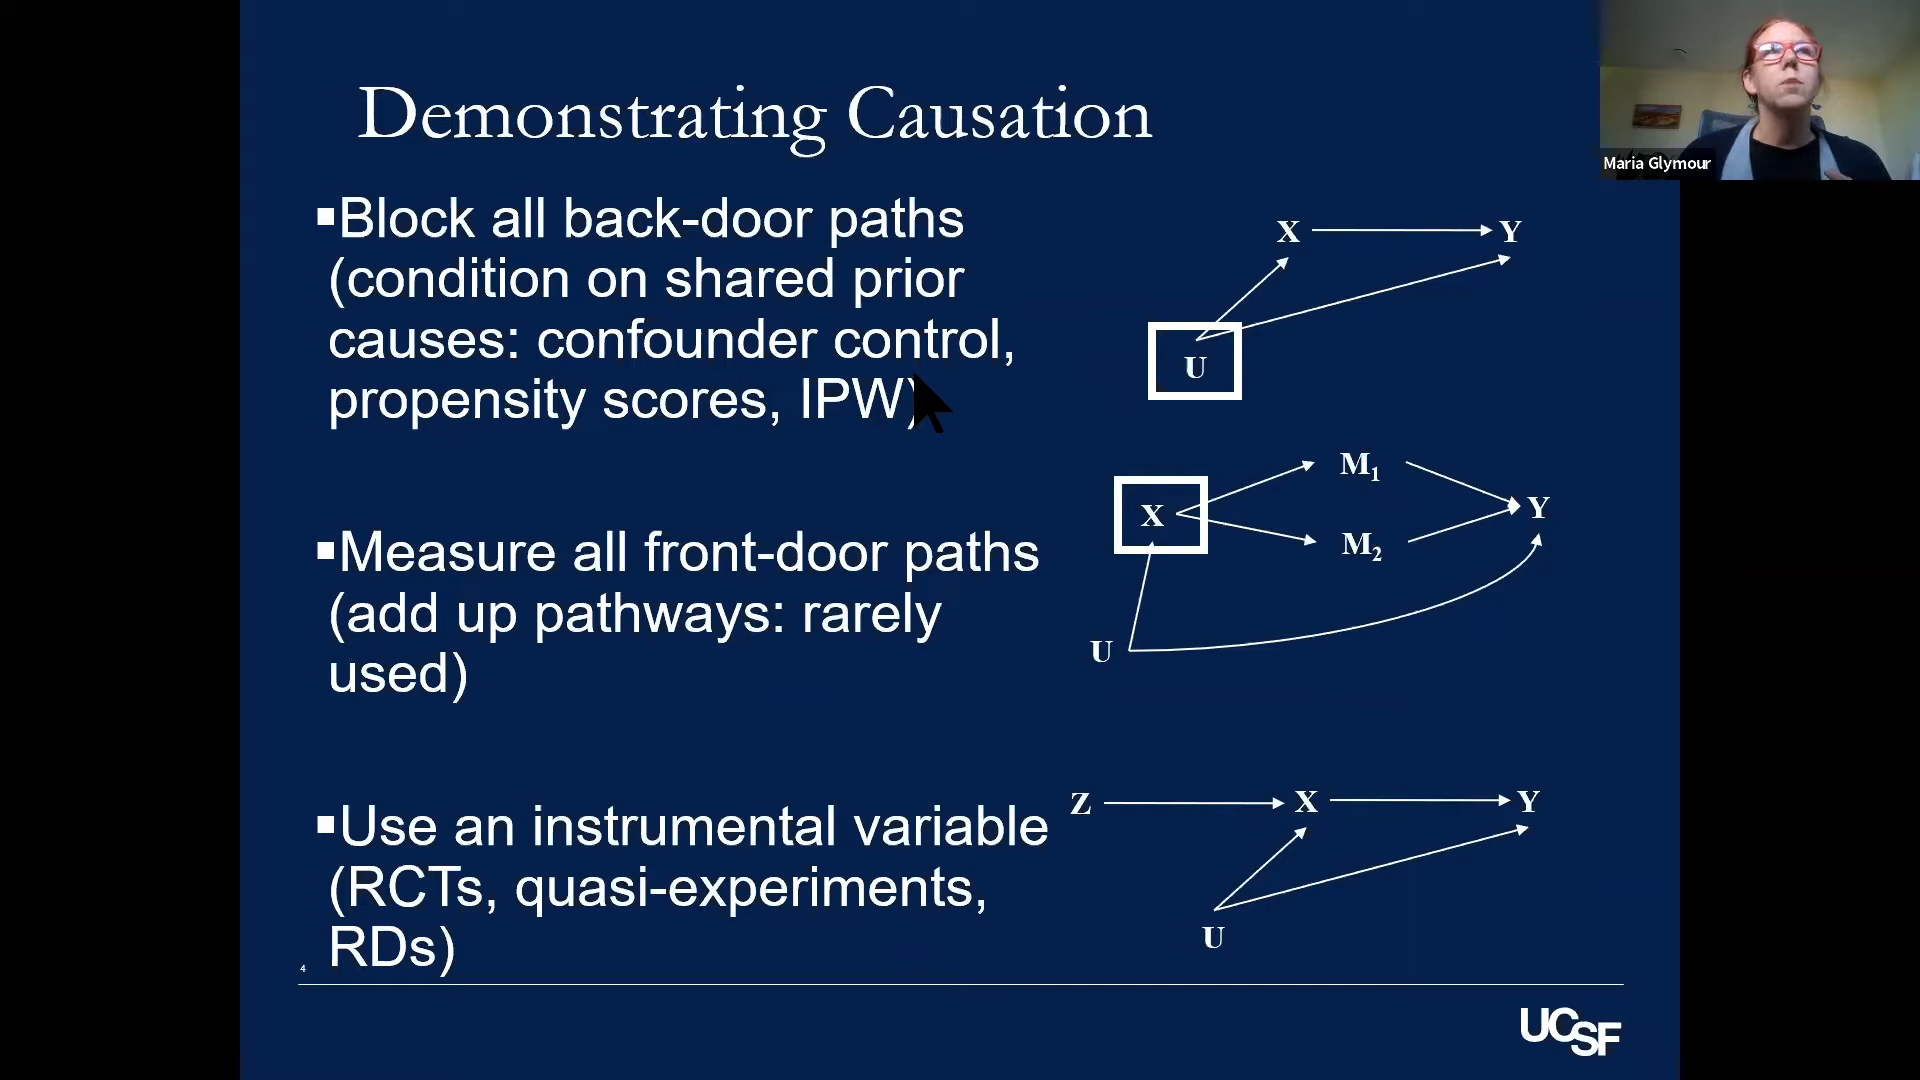 Demonstrating Causation
Maria Glymour
▪Block all back-door paths
(condition on shared prior
causes: confounder control,
propensity scores, IPW)
X Y
U
▪Measure all front-door paths
(add up pathways: rarely
used)
M1
X Y
M2
U
▪Use an instrumental variable
(RCTs, quasi-experiments,
RDs)
Z X Y
U
4
UCSF